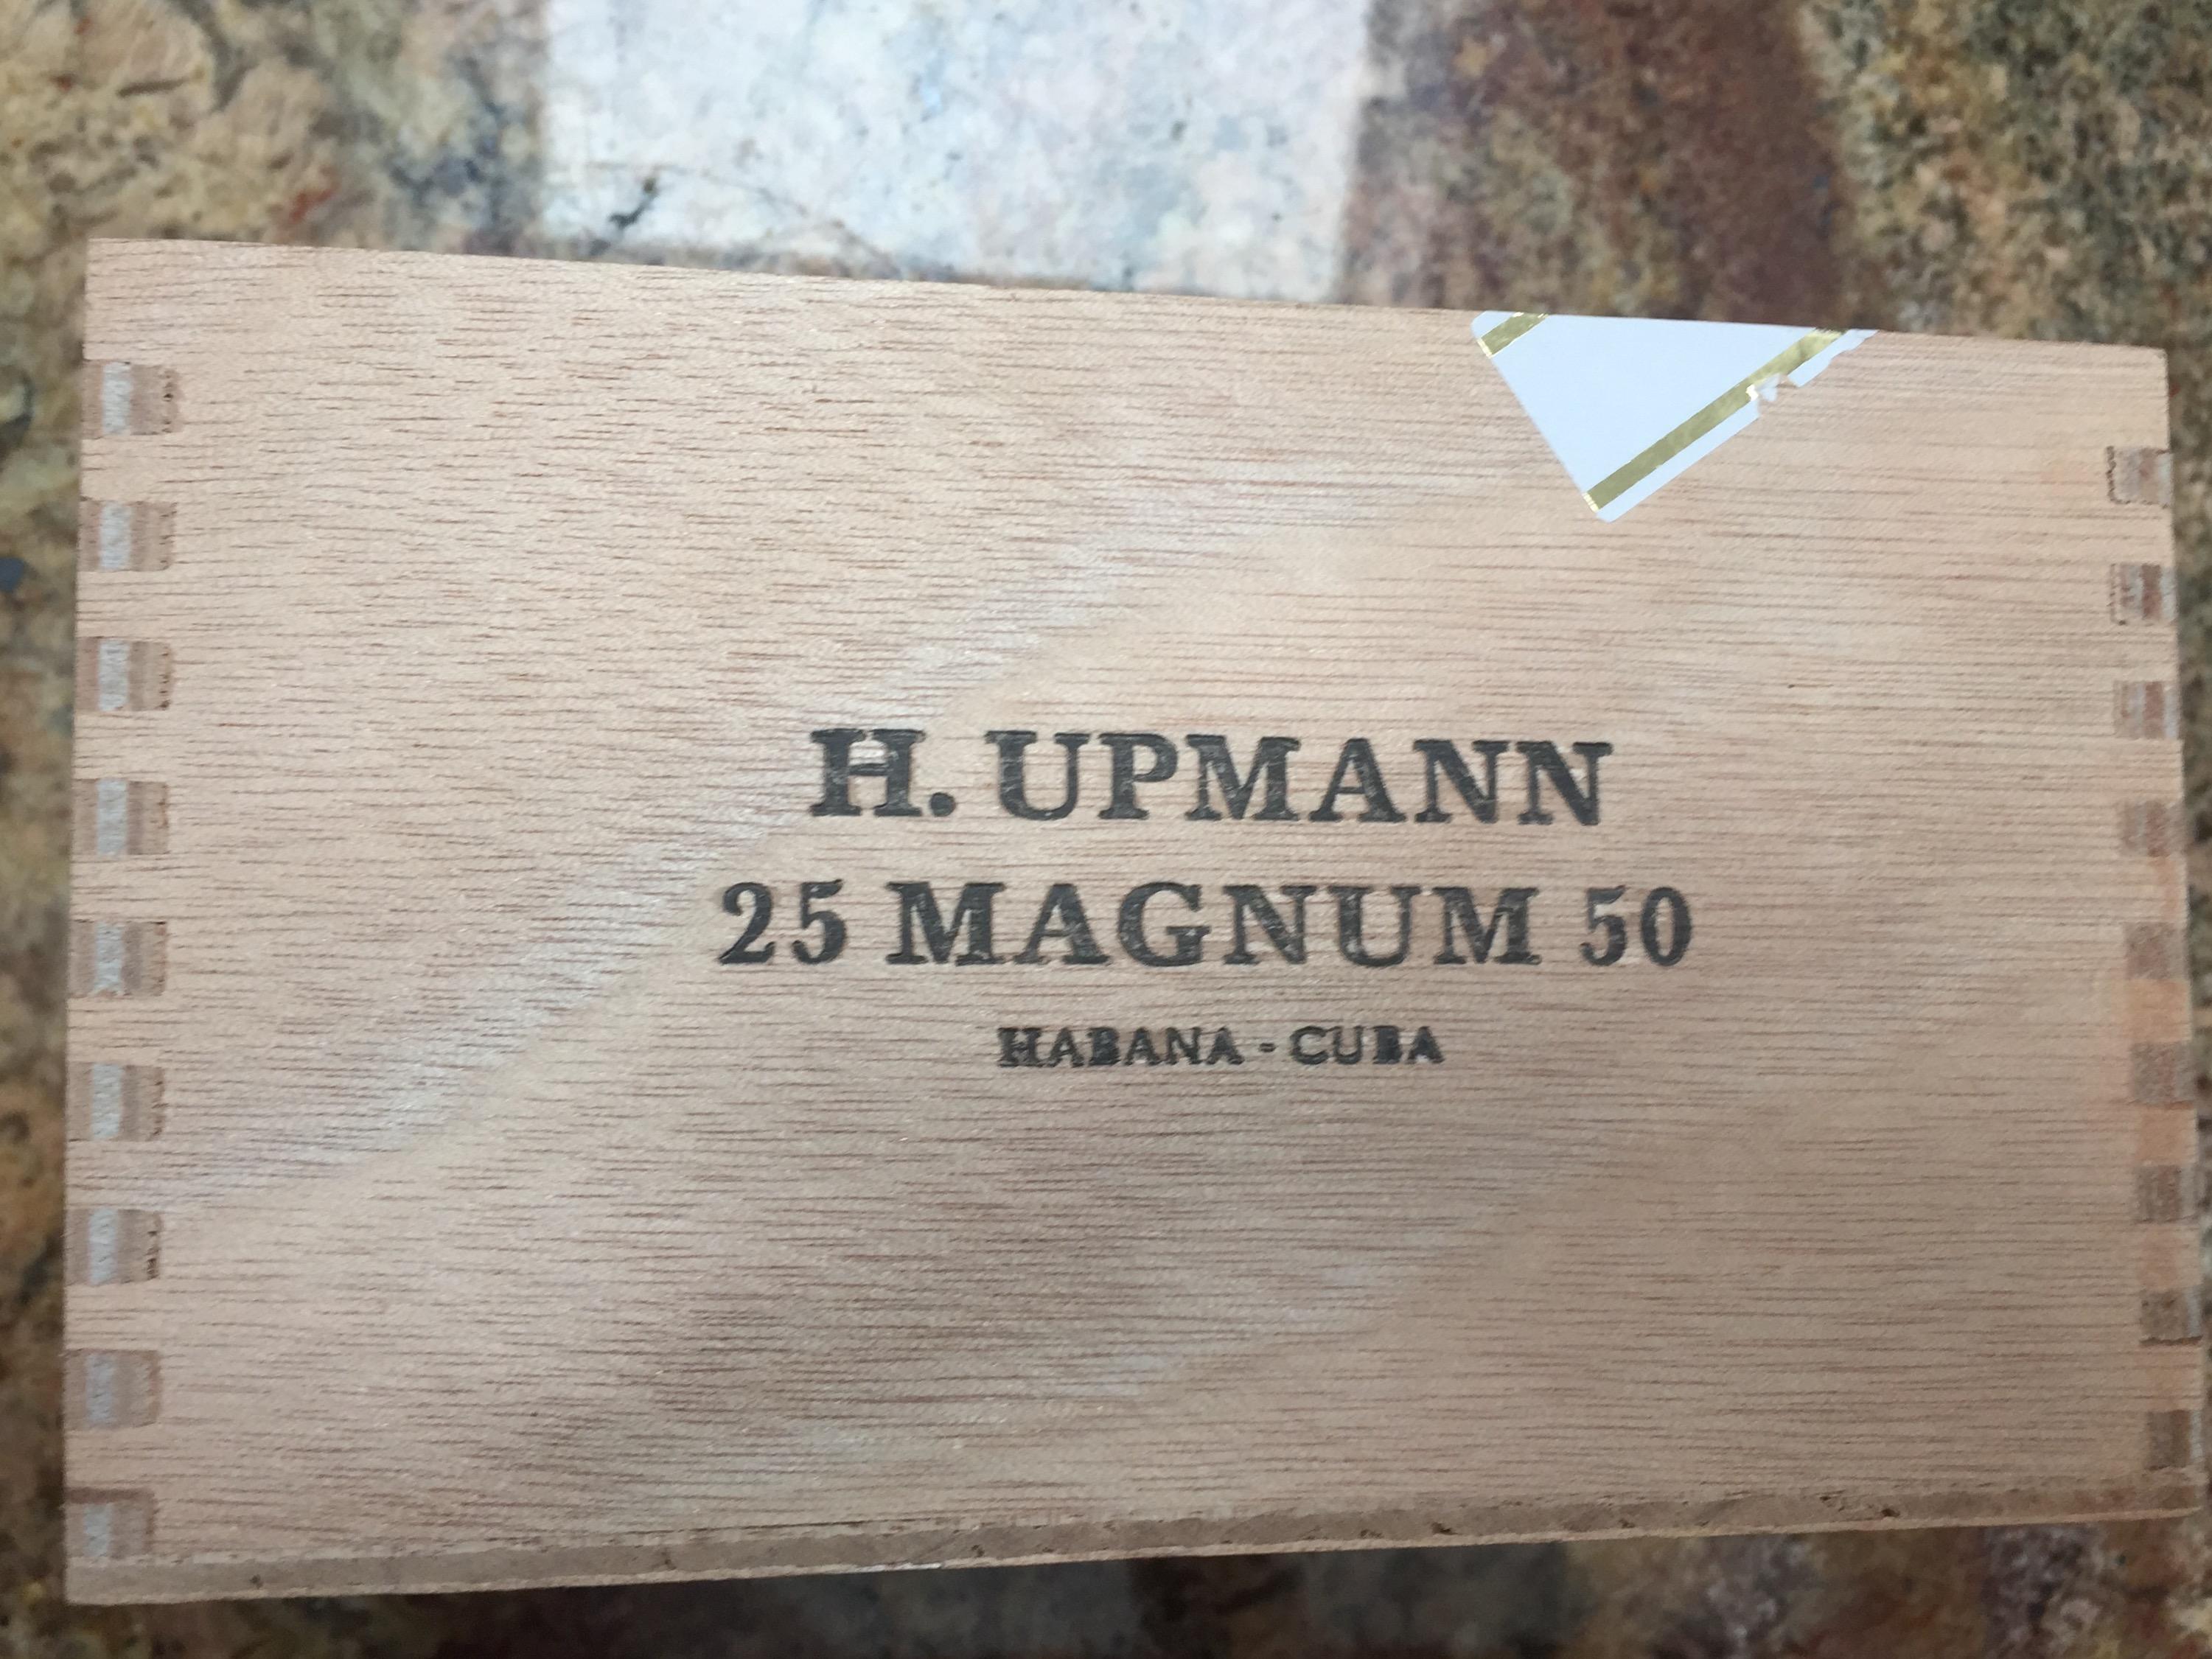 H. UPMANN
25 MAGNUM 50
HABANA - CUBA